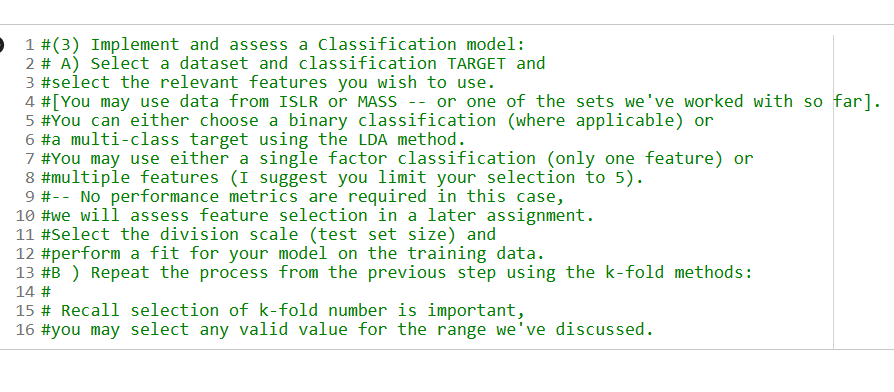 1 #(3) Implement and assess a Classification model:
2 # A) Select a dataset and classification TARGET and
3 #select the relevant features you wish to use.
4 #[You may use data from ISLR or MASS -- or one of the sets we've worked with so far].
5 #You can either choose a binary classification (where applicable) or
6 #a multi-class target using the LDA method.
7 #You may use either a single factor classification (only one feature) or
8 #multiple features (I suggest you limit your selection to 5).
9 #-- No performance metrics are required in this case,
10 #we will assess feature selection in a later assignment.
11 #Select the division scale (test set size) and
12 #perform a fit for your model on the training data.
13 #B ) Repeat the process from the previous step using the k-fold methods:
14 #
15 # Recall selection of k-fold number is important,
16 #you may select any valid value for the range we've discussed.